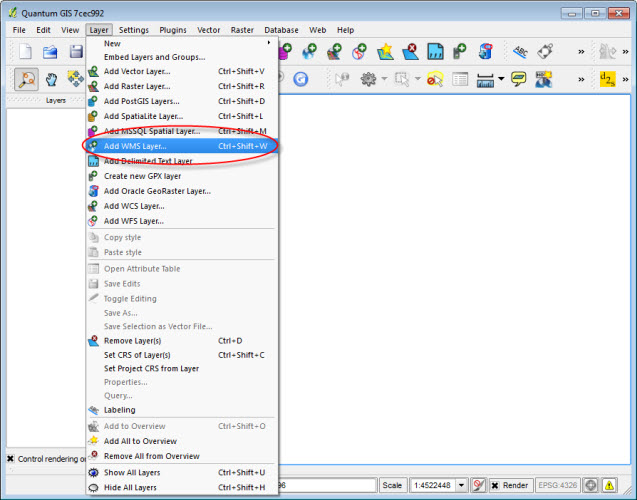 Quantum GIS 7cec992
File Edit View Layer Settings Plugins Vector Raster Database Web Help
New
Embed Layers and Groups...
Add Vector Layer... Ctrl+Shift+V
Add Raster Layer... Ctrl+Shift+R
Add PostGIS Layers... Ctrl+Shift+D
Add SpatiaLite Layer... Ctrl+Shift+L
Add MSSQL Spatial Layer... Ctrl+Shift+M
Add WMS Layer... Ctrl+Shift+W
Add Delimited Text Layer
Create new GPX layer
Add Oracle GeoRaster Layer...
Add WCS Layer...
Add WFS Layer...
Copy style
Paste style
Open Attribute Table
Save Edits
Toggle Editing
Save As...
Save Selection as Vector File...
Remove Layer(s) Ctrl+D
Set CRS of Layer(s) Ctrl+Shift+C
Set Project CRS from Layer
Properties...
Query...
Labeling
Add to Overview Ctrl+Shift+O
Add All to Overview
Remove All from Overview
Show All Layers Ctrl+Shift+U
Hide All Layers Ctrl+Shift+H
Layers
Control rendering
Scale 1:4522448 Render EPSG:4326